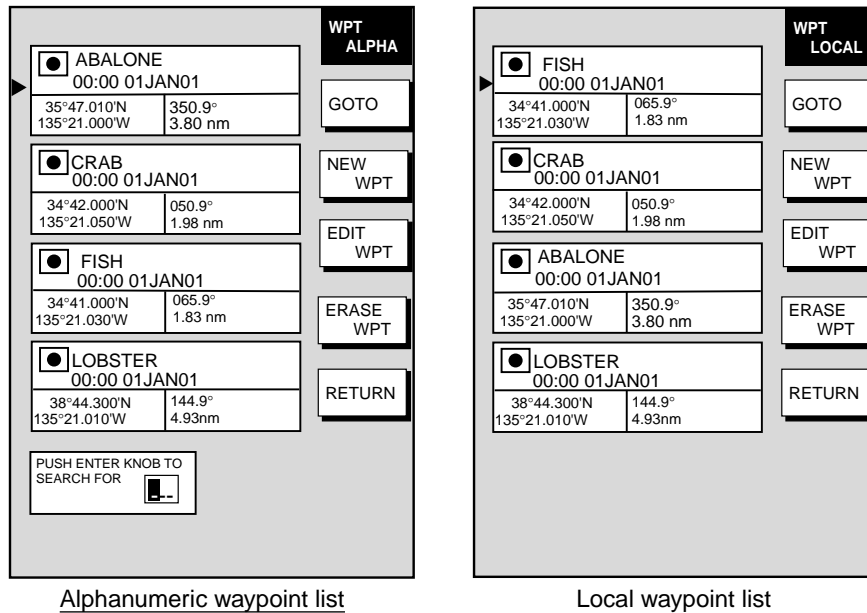 WPT
ALPHA
ABALONE
00:00 01JAN01
35°47.010'N 350.9°
135°21.000'W 3.80 nm
GOTO
CRAB
00:00 01JAN01
34°42.000'N 050.9°
135°21.050'W 1.98 nm
NEW
WPT
EDIT
WPT
FISH
00:00 01JAN01
34°41.000'N 065.9°
135°21.030'W 1.83 nm
ERASE
WPT
LOBSTER
00:00 01JAN01
38°44.300'N 144.9°
135°21.010'W 4.93nm
RETURN
PUSH ENTER KNOB TO
SEARCH FOR
Alphanumeric waypoint list
WPT
LOCAL
FISH
00:00 01JAN01
34°41.000'N 065.9°
135°21.030'W 1.83 nm
GOTO
CRAB
00:00 01JAN01
34°42.000'N 050.9°
135°21.050'W 1.98 nm
NEW
WPT
EDIT
WPT
ABALONE
00:00 01JAN01
35°47.010'N 350.9°
135°21.000'W 3.80 nm
ERASE
WPT
LOBSTER
00:00 01JAN01
38°44.300'N 144.9°
135°21.010'W 4.93nm
RETURN
Local waypoint list